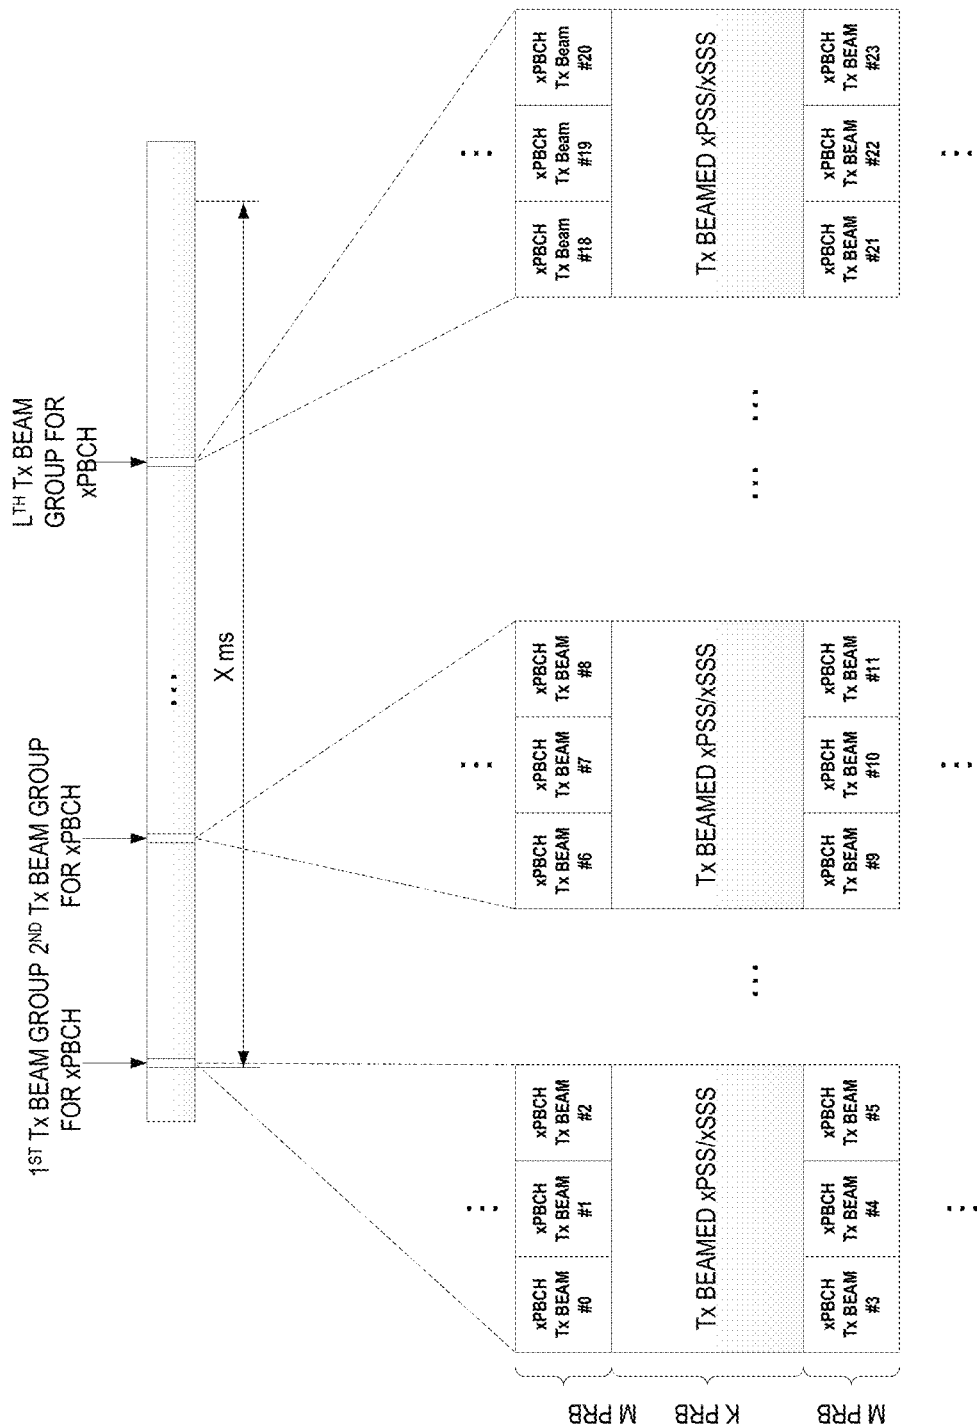 1ST Tx BEAM GROUP
FOR xPBCH
2ND Tx BEAM GROUP
FOR xPBCH
LTH Tx BEAM
GROUP FOR
xPBCH
X ms
M PRB
K PRB
M PRB
xPBCH
Tx BEAM
#0
xPBCH
Tx BEAM
#1
xPBCH
Tx BEAM
#2
Tx BEAMED xPSS/xSSS
xPBCH
Tx BEAM
#3
xPBCH
Tx BEAM
#4
xPBCH
Tx BEAM
#5
xPBCH
Tx BEAM
#6
xPBCH
Tx BEAM
#7
xPBCH
Tx BEAM
#8
Tx BEAMED xPSS/xSSS
xPBCH
Tx BEAM
#9
xPBCH
Tx BEAM
#10
xPBCH
Tx BEAM
#11
xPBCH
Tx Beam
#18
xPBCH
Tx Beam
#19
xPBCH
Tx Beam
#20
Tx BEAMED xPSS/xSSS
xPBCH
Tx BEAM
#21
xPBCH
Tx BEAM
#22
xPBCH
Tx BEAM
#23